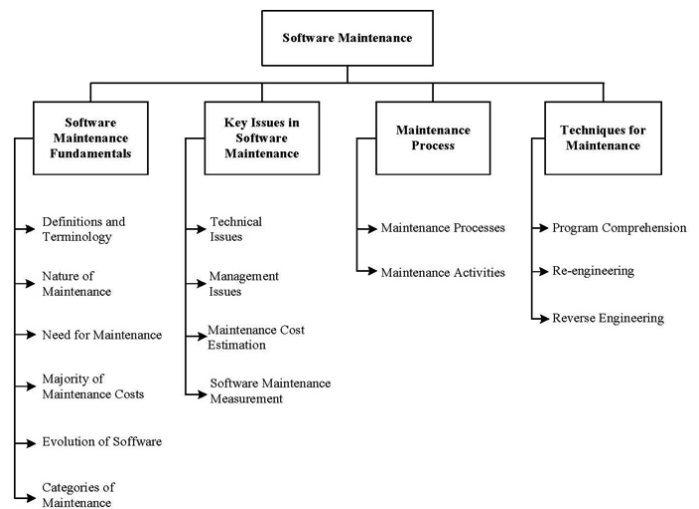 Software Maintenance
Software
Maintenance
Fundamentals
Key Issues in
Software
Maintenance
Maintenance
Process
Techniques for
Maintenance
Definitions and
Terminology
Nature of
Maintenance
Need for Maintenance
Majority of
Maintenance Costs
Evolution of Soffware
Categories of
Maintenance
Technical
Issues
Management
Issues
Maintenance Cost
Estimation
Software Maintenance
Measurement
Maintenance Processes
Maintenance Activities
Program Comprehension
Re-engineering
Reverse Engineering